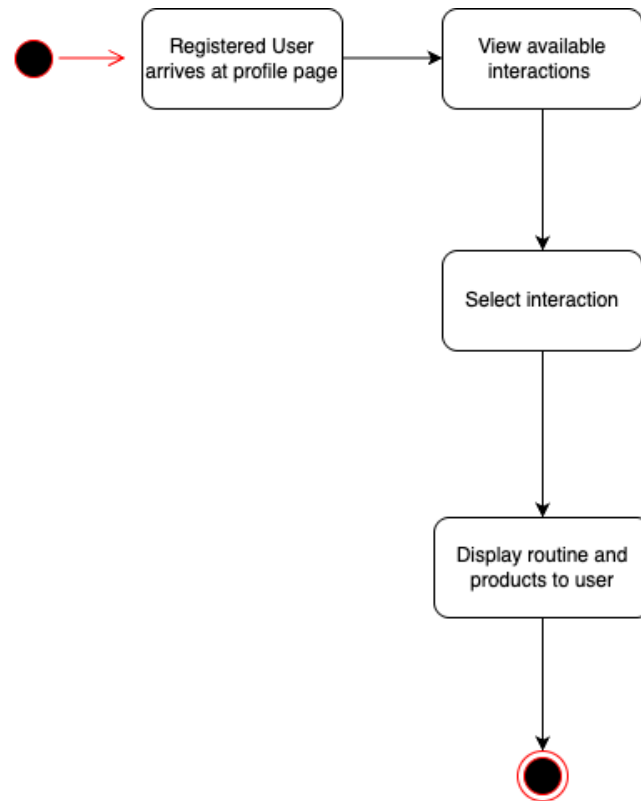 Registered User
arrives at profile page
View available
interactions
Select interaction
Display routine and
products to user